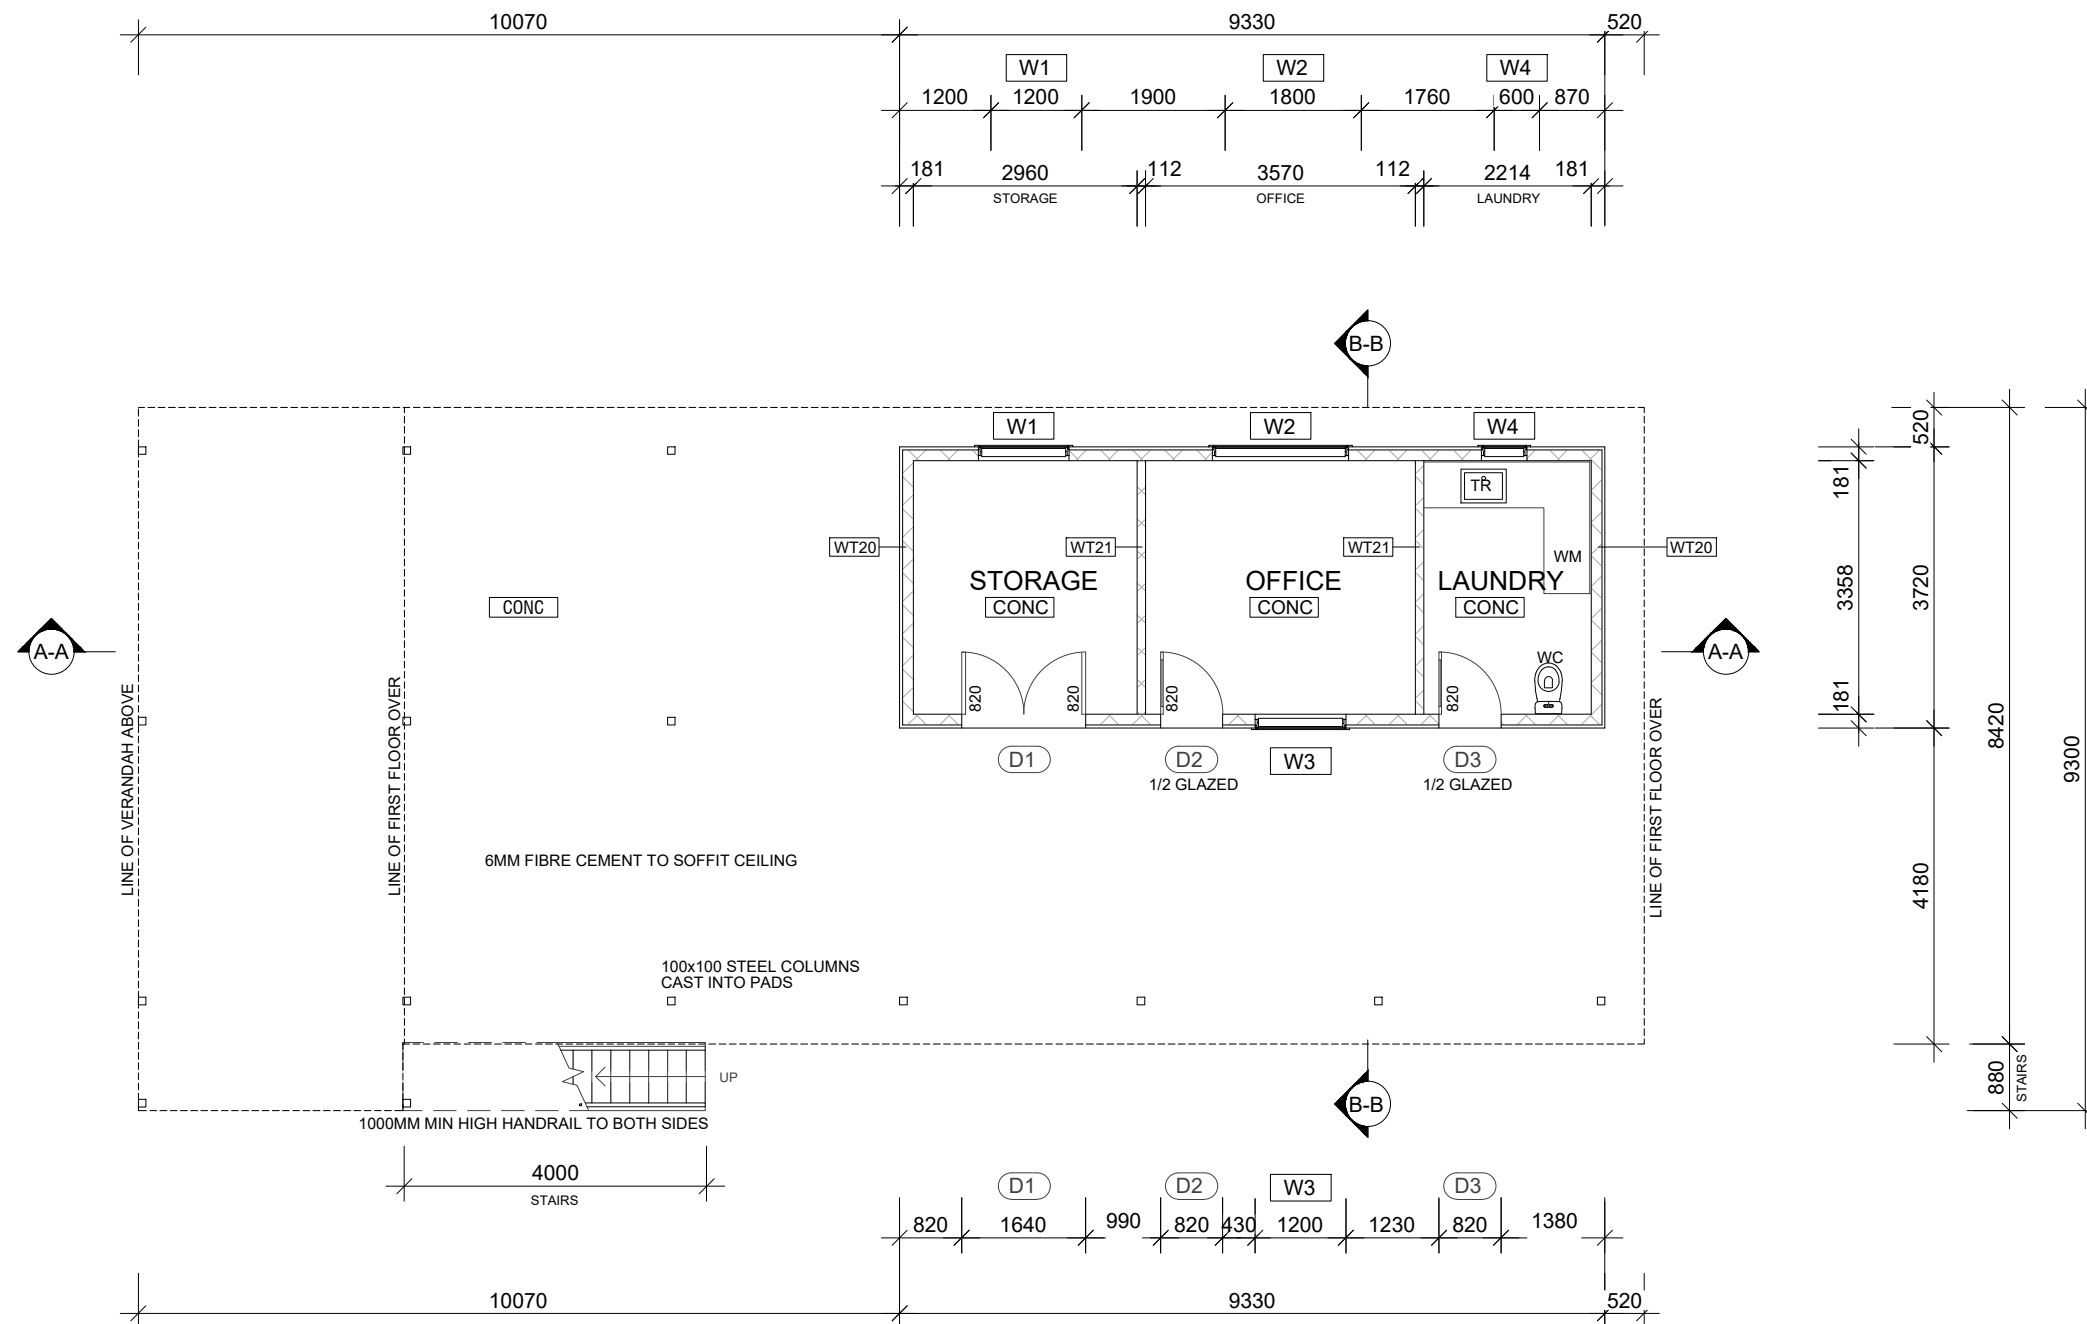 10070
9330
520
W1
W2
W4
1200
1200
1900
1800
1760
600
870
181
2960
112
3570
112
2214
181
STORAGE
OFFICE
LAUNDRY
B-B
W1
W2
W4
520
181
TR
WT20
WT21
WT21
WM
WT20
STORAGE
OFFICE
LAUNDRY
CONC
CONC
CONC
CONC
3358
3720
A-A
A-A
WC
820
820
820
820
181
LINE OF VERANDAH ABOVE
LINE OF FIRST FLOOR OVER
LINE OF FIRST FLOOR OVER
8420
9300
D1
D2
W3
D3
1/2 GLAZED
1/2 GLAZED
6MM FIBRE CEMENT TO SOFFIT CEILING
4180
100x100 STEEL COLUMNS
CAST INTO PADS
UP
880
STAIRS
B-B
1000MM MIN HIGH HANDRAIL TO BOTH SIDES
4000
STAIRS
D1
D2
W3
D3
820
1640
990
820
430
1200
1230
820
1380
10070
9330
520